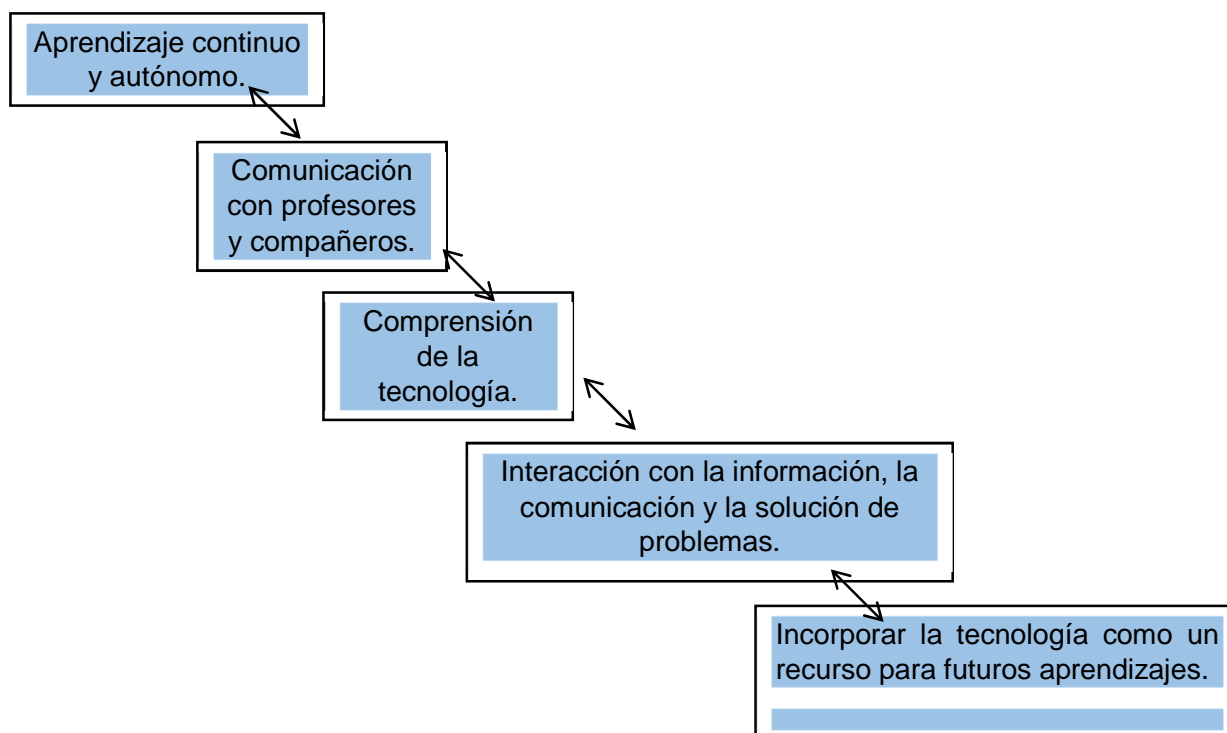 Aprendizaje continuo
y autónomo.
Comunicación
con profesores
y compañeros.
Comprensión
de la
tecnología.
Interacción con la información, la
comunicación y la solución de
problemas.
Incorporar la tecnología como un
recurso para futuros aprendizajes.